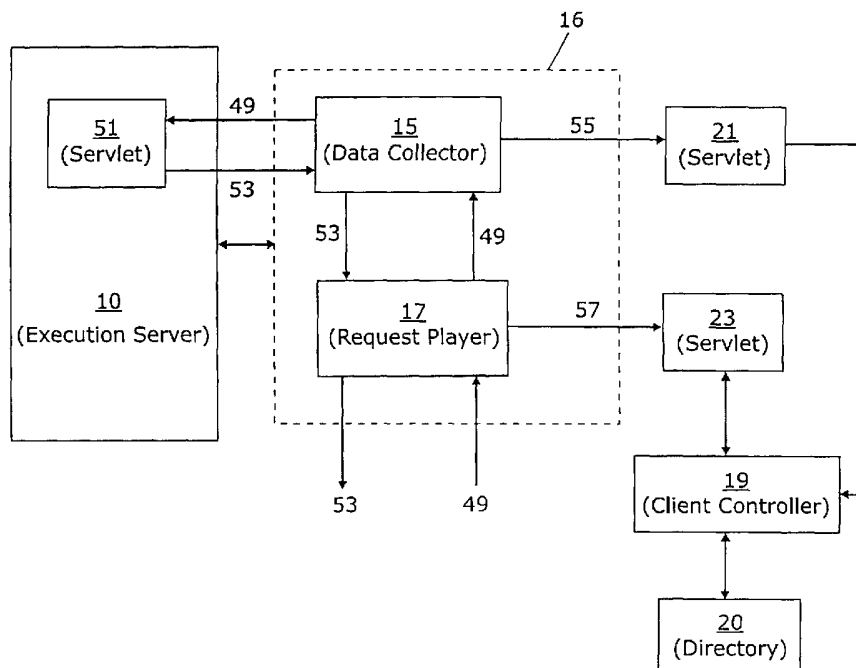 16
51
(Servlet)
49
53
15
(Data Collector)
55
21
(Servlet)
53
49
10
(Execution Server)
17
(Request Player)
57
23
(Servlet)
53
49
19
(Client Controller)
20
(Directory)